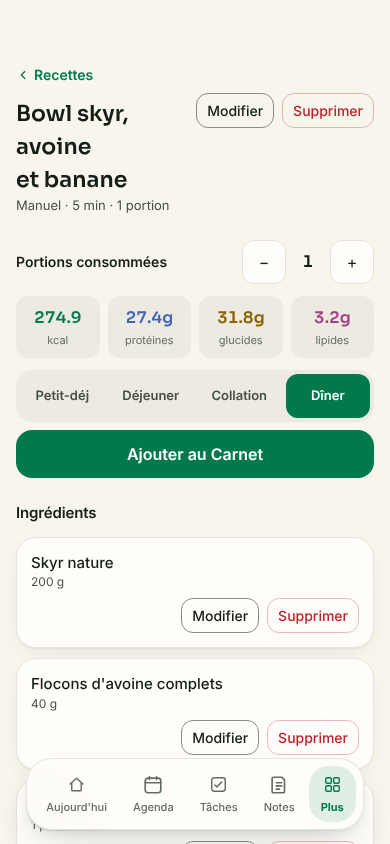 Recettes
Bowl skyr,
avoine
et banane
Modifier
Supprimer
Manuel · 5 min · 1 portion
Portions consommées
−
1
+
274.9
kcal
27.4g
protéines
31.8g
glucides
3.2g
lipides
Petit-déj
Déjeuner
Collation
Dîner
Ajouter au Carnet
Ingrédients
Skyr nature
200 g
Modifier
Supprimer
Flocons d'avoine complets
40 g
Modifier
Supprimer
Aujourd'hui
Agenda
Tâches
Notes
Plus